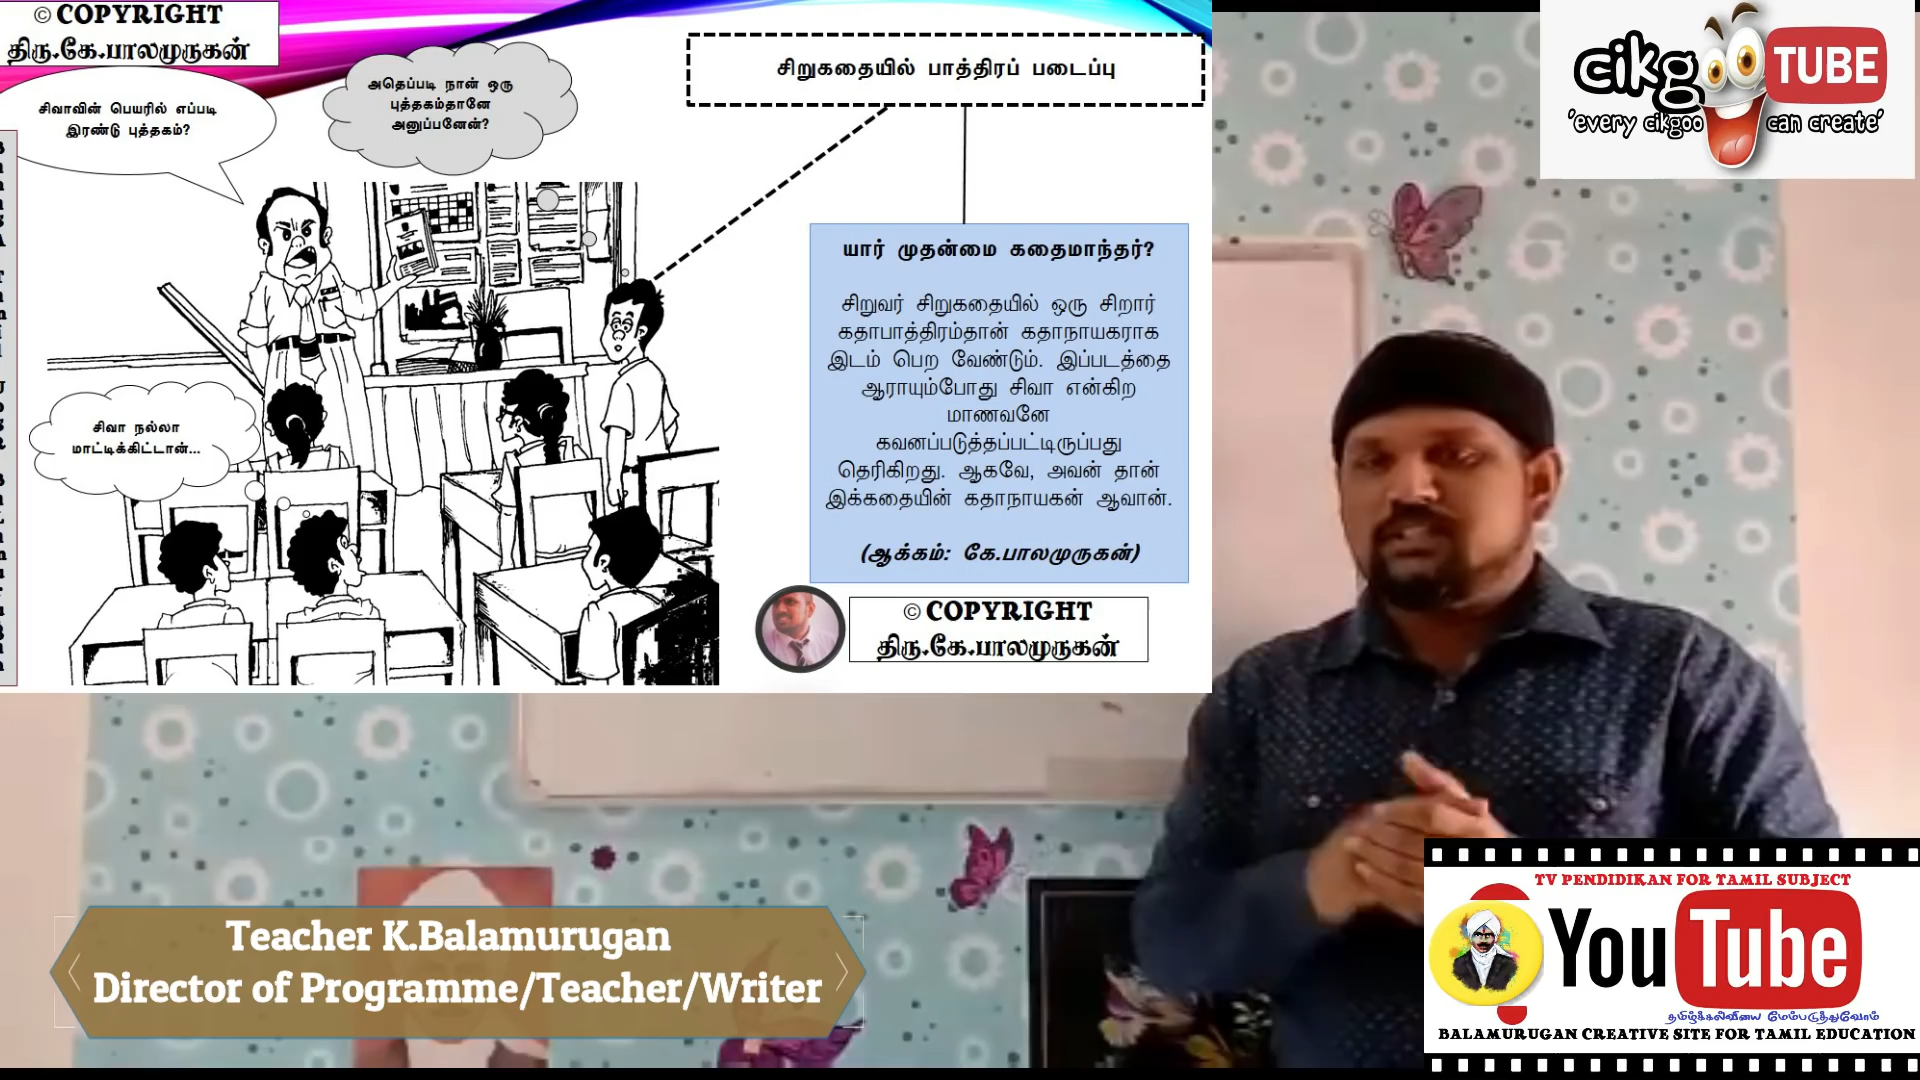 © COPYRIGHT
திரு.கே.பாலமுருகன்
சிவாவின் பெயரில் எப்படி
இரண்டு புத்தகம்?
அதெப்படி நான் ஒரு
புத்தகம்தானே
அனுப்பனேன்?
சிவா நல்லா
மாட்டிக்கிட்டான்...
சிறுகதையில் பாத்திரப் படைப்பு
யார் முதன்மை கதைமாந்தர்?
சிறுவர் சிறுகதையில் ஒரு சிறார்
கதாபாத்திரம்தான் கதாநாயகராக
இடம் பெற வேண்டும். இப்படத்தை
ஆராயும்போது சிவா என்கிற
மாணவனே
கவனப்படுத்தப்பட்டிருப்பது
தெரிகிறது. ஆகவே, அவன் தான்
இக்கதையின் கதாநாயகன் ஆவான்.
(ஆக்கம்: கே.பாலமுருகன்)
© COPYRIGHT
திரு.கே.பாலமுருகன்
cikgoo TUBE
'every cikgoo can create'
Teacher K.Balamurugan
Director of Programme/Teacher/Writer
TV PENDIDIKAN FOR TAMIL SUBJECT
YouTube
தமிழ்க்கல்வியை மேம்படுத்துவோம்
BALAMURUGAN CREATIVE SITE FOR TAMIL EDUCATION